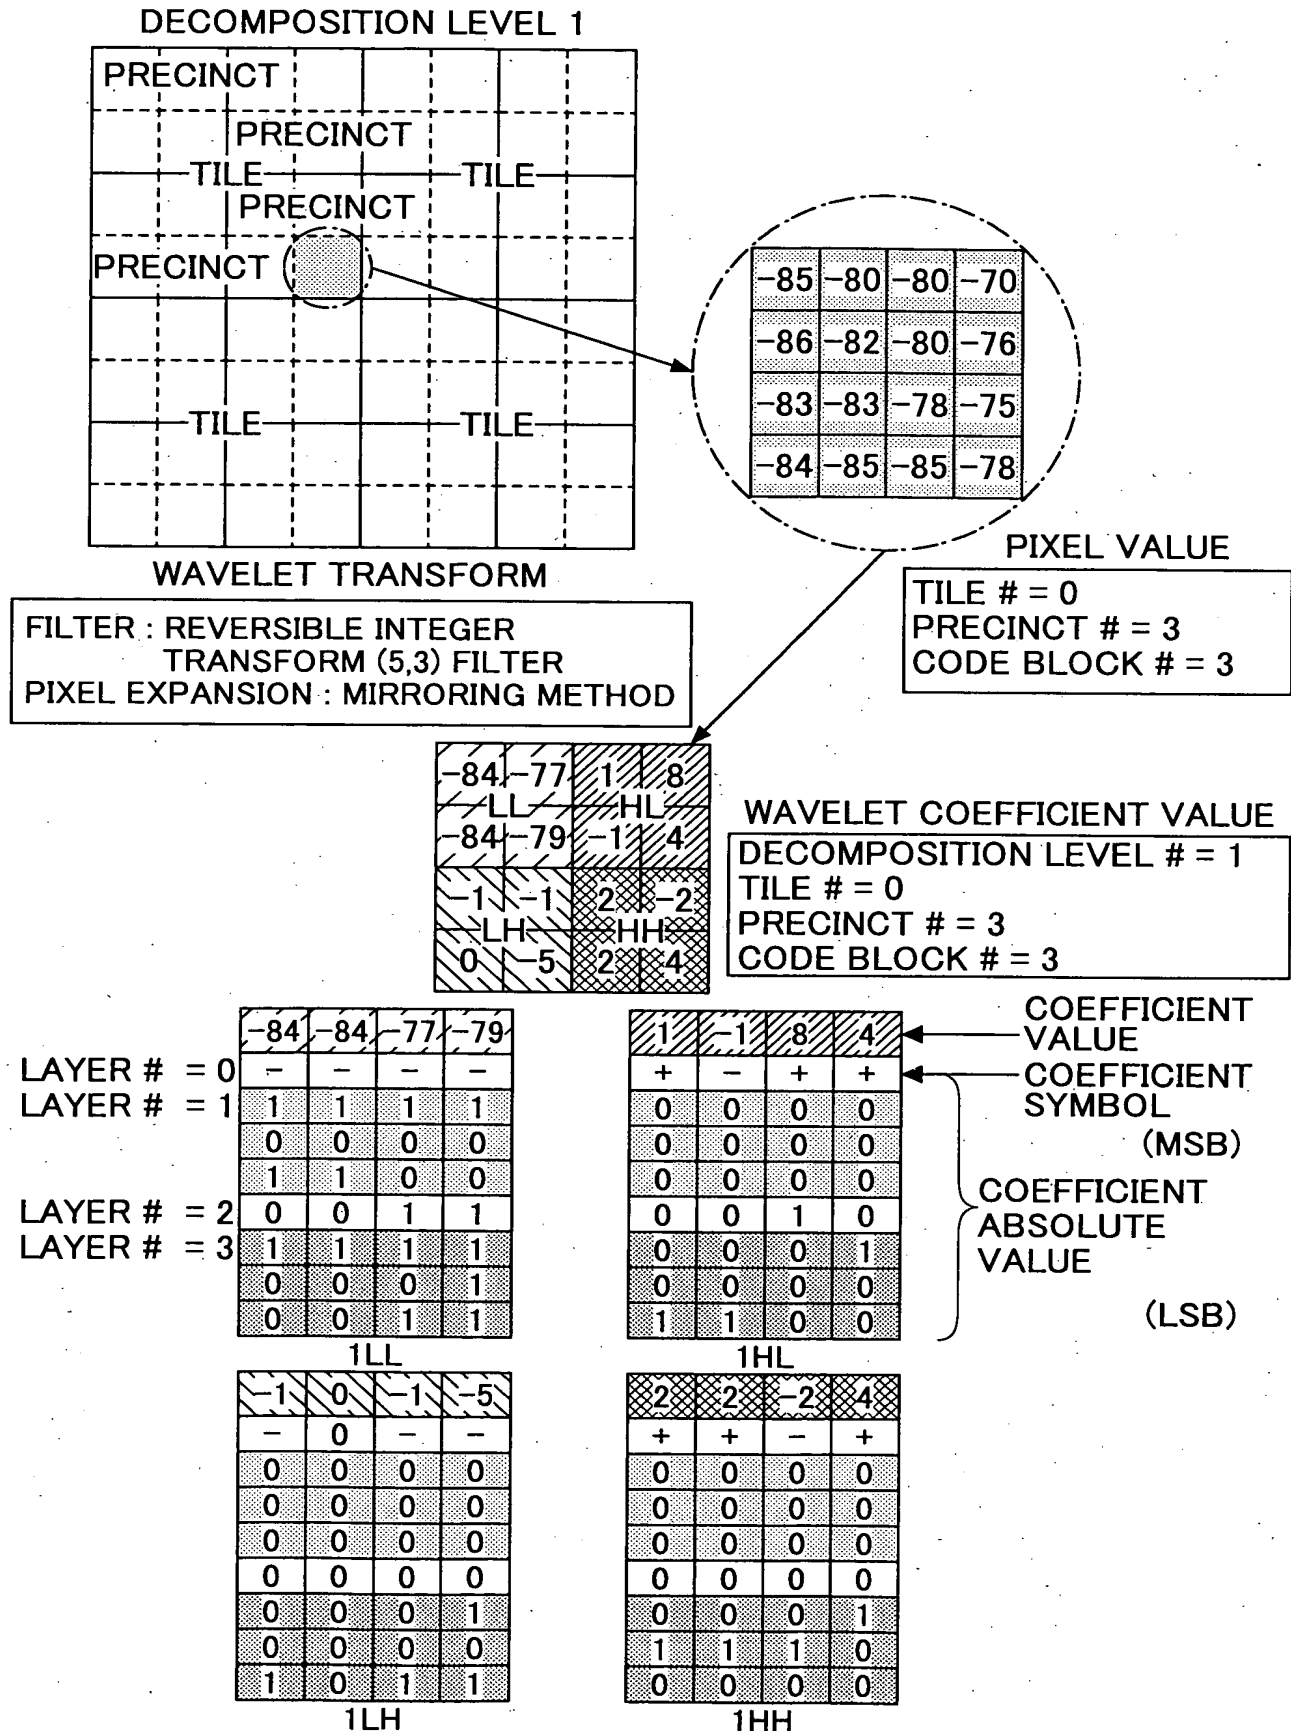 DECOMPOSITION LEVEL 1
PRECINCT
PRECINCT
TILE TILE
PRECINCT
PRECINCT
TILE TILE
-85 -80 -80 -70
-86 -82 -80 -76
-83 -83 -78 -75
-84 -85 -85 -78
PIXEL VALUE
TILE # = 0
PRECINCT # = 3
CODE BLOCK # = 3
WAVELET TRANSFORM
FILTER : REVERSIBLE INTEGER
TRANSFORM (5,3) FILTER
PIXEL EXPANSION : MIRRORING METHOD
-84 -77 1 8
LL HL
-84 -79 -1 4
-1 -1 2 -2
LH HH
0 -5 2 4
WAVELET COEFFICIENT VALUE
DECOMPOSITION LEVEL # = 1
TILE # = 0
PRECINCT # = 3
CODE BLOCK # = 3
-84 -84 -77 -79
LAYER # = 0 - - - -
LAYER # = 1 1 1 1 1
0 0 0 0
1 1 0 0
LAYER # = 2 0 0 1 1
LAYER # = 3 1 1 1 1
0 0 0 1
0 0 1 1
1LL
1 -1 8 4
+ - + +
0 0 0 0
0 0 0 0
0 0 0 0
0 0 1 0
0 0 0 1
0 0 0 0
1 1 0 0
1HL
COEFFICIENT
VALUE
COEFFICIENT
SYMBOL
(MSB)
COEFFICIENT
ABSOLUTE
VALUE
(LSB)
-1 0 -1 -5
- 0 - -
0 0 0 0
0 0 0 0
0 0 0 0
0 0 0 0
0 0 0 1
0 0 0 0
1 0 1 1
1LH
2 2 -2 4
+ + - +
0 0 0 0
0 0 0 0
0 0 0 0
0 0 0 0
0 0 0 1
1 1 1 0
0 0 0 0
1HH